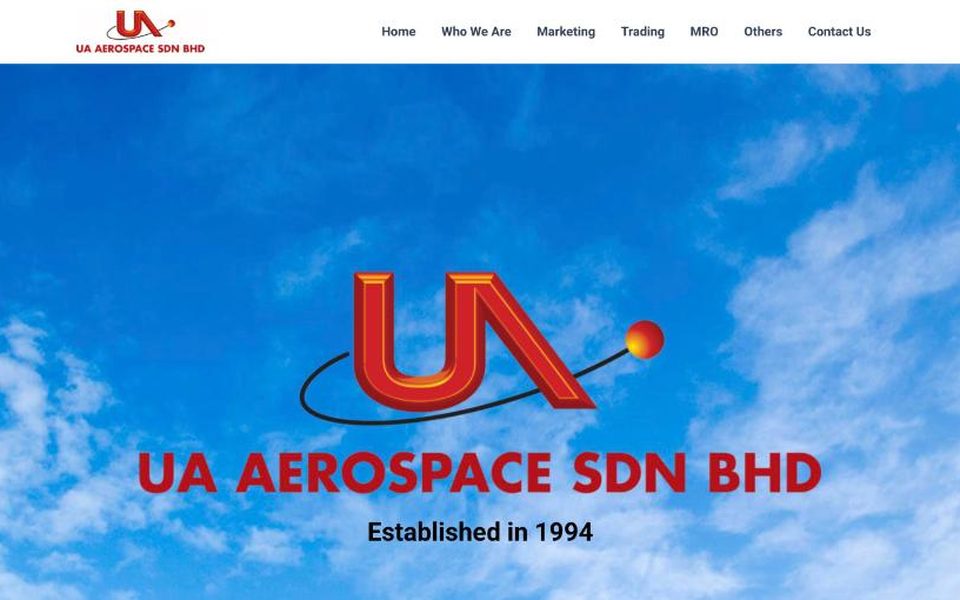 UA
UA AEROSPACE SDN BHD
Home Who We Are Marketing Trading MRO Others Contact Us
UA
UA AEROSPACE SDN BHD
Established in 1994